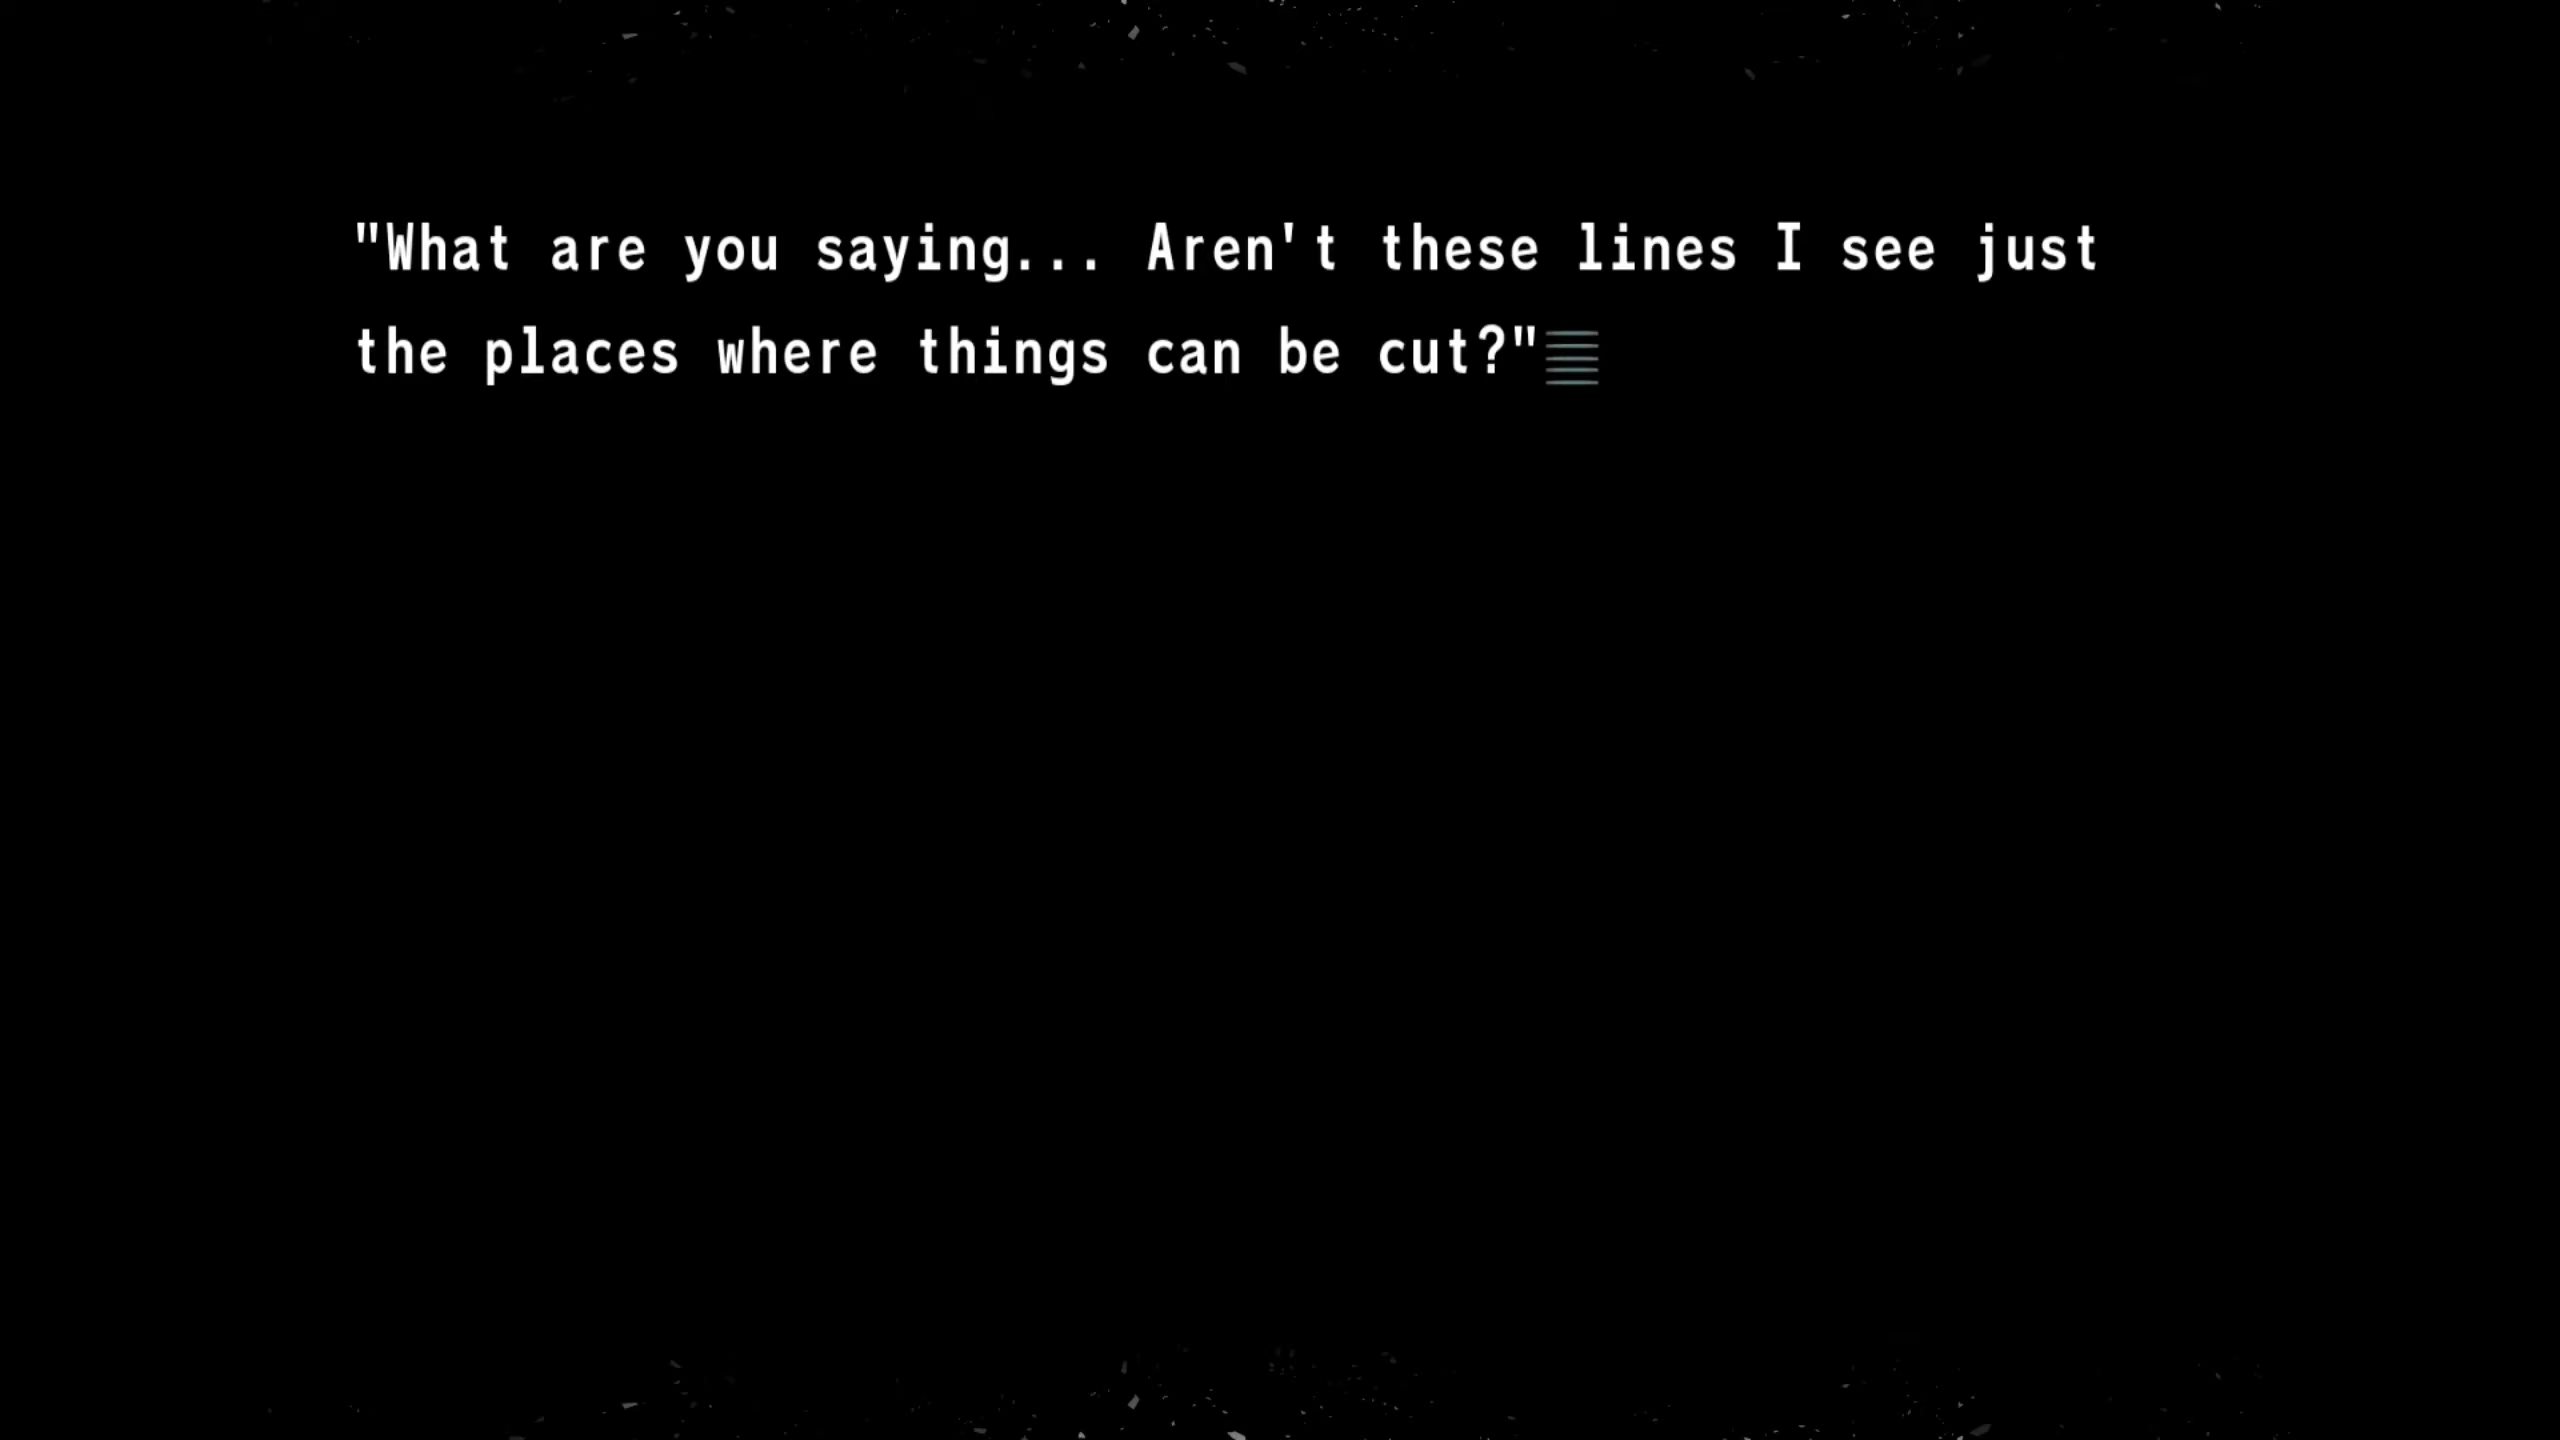 "What are you saying... Aren't these lines I see just
the places where things can be cut?"